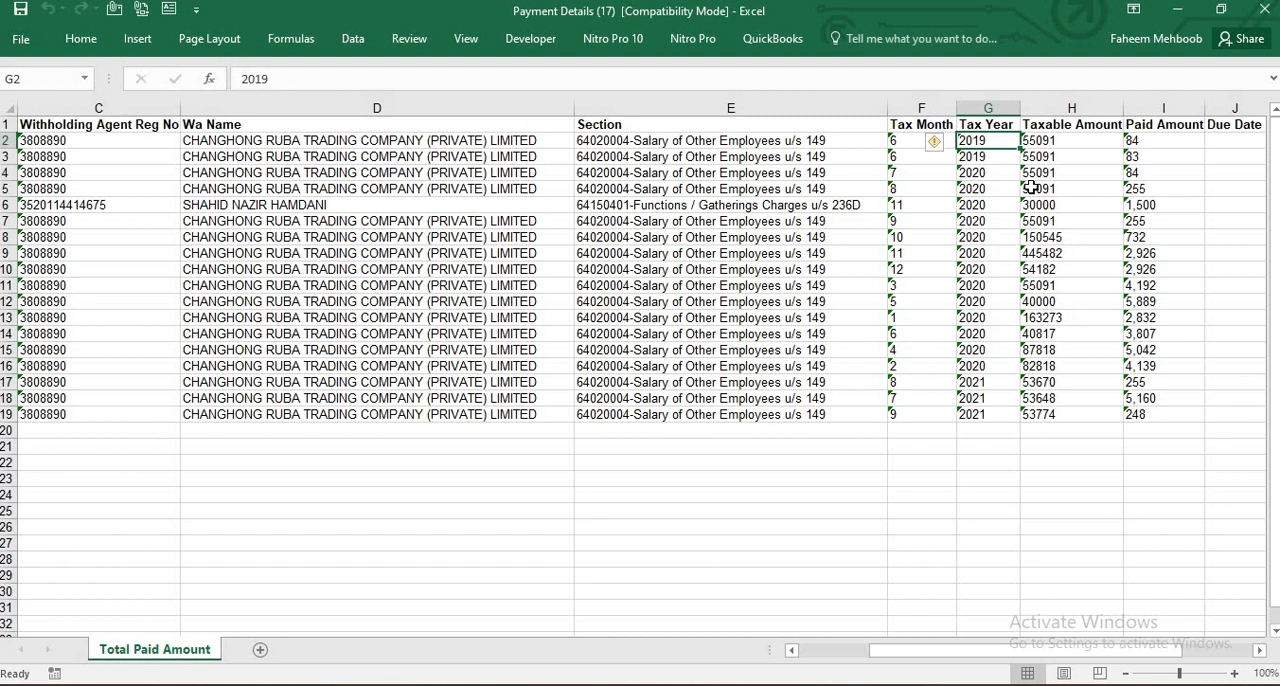 Payment Details (17) [Compatibility Mode] - Excel
File Home Insert Page Layout Formulas Data Review View Developer Nitro Pro 10 Nitro Pro QuickBooks Tell me what you want to do... Faheem Mehboob Share
G2 fx 2019
C D E F G H I J
1 Withholding Agent Reg No Wa Name Section Tax Month Tax Year Taxable Amount Paid Amount Due Date
2 3808890 CHANGHONG RUBA TRADING COMPANY (PRIVATE) LIMITED 64020004-Salary of Other Employees u/s 149 6 2019 55091 84
3 3808890 CHANGHONG RUBA TRADING COMPANY (PRIVATE) LIMITED 64020004-Salary of Other Employees u/s 149 6 2019 55091 83
4 3808890 CHANGHONG RUBA TRADING COMPANY (PRIVATE) LIMITED 64020004-Salary of Other Employees u/s 149 7 2020 55091 84
5 3808890 CHANGHONG RUBA TRADING COMPANY (PRIVATE) LIMITED 64020004-Salary of Other Employees u/s 149 8 2020 255
6 3520114414675 SHAHID NAZIR HAMDANI 64150401-Functions / Gatherings Charges u/s 236D 11 2020 30000 1,500
7 3808890 CHANGHONG RUBA TRADING COMPANY (PRIVATE) LIMITED 64020004-Salary of Other Employees u/s 149 9 2020 55091 255
8 3808890 CHANGHONG RUBA TRADING COMPANY (PRIVATE) LIMITED 64020004-Salary of Other Employees u/s 149 10 2020 150545 732
9 3808890 CHANGHONG RUBA TRADING COMPANY (PRIVATE) LIMITED 64020004-Salary of Other Employees u/s 149 11 2020 445482 2,926
10 3808890 CHANGHONG RUBA TRADING COMPANY (PRIVATE) LIMITED 64020004-Salary of Other Employees u/s 149 12 2020 54182 2,926
11 3808890 CHANGHONG RUBA TRADING COMPANY (PRIVATE) LIMITED 64020004-Salary of Other Employees u/s 149 3 2020 55091 4,192
12 3808890 CHANGHONG RUBA TRADING COMPANY (PRIVATE) LIMITED 64020004-Salary of Other Employees u/s 149 5 2020 40000 5,889
13 3808890 CHANGHONG RUBA TRADING COMPANY (PRIVATE) LIMITED 64020004-Salary of Other Employees u/s 149 1 2020 163273 2,832
14 3808890 CHANGHONG RUBA TRADING COMPANY (PRIVATE) LIMITED 64020004-Salary of Other Employees u/s 149 6 2020 40817 3,807
15 3808890 CHANGHONG RUBA TRADING COMPANY (PRIVATE) LIMITED 64020004-Salary of Other Employees u/s 149 4 2020 87818 5,042
16 3808890 CHANGHONG RUBA TRADING COMPANY (PRIVATE) LIMITED 64020004-Salary of Other Employees u/s 149 2 2020 82818 4,139
17 3808890 CHANGHONG RUBA TRADING COMPANY (PRIVATE) LIMITED 64020004-Salary of Other Employees u/s 149 8 2021 53670 255
18 3808890 CHANGHONG RUBA TRADING COMPANY (PRIVATE) LIMITED 64020004-Salary of Other Employees u/s 149 7 2021 53648 5,160
19 3808890 CHANGHONG RUBA TRADING COMPANY (PRIVATE) LIMITED 64020004-Salary of Other Employees u/s 149 9 2021 53774 248
20
21
22
23
24
25
26
27
28
29
30
31
32
Activate Windows
Go to Settings to activate Windows.
Total Paid Amount
Ready 100%